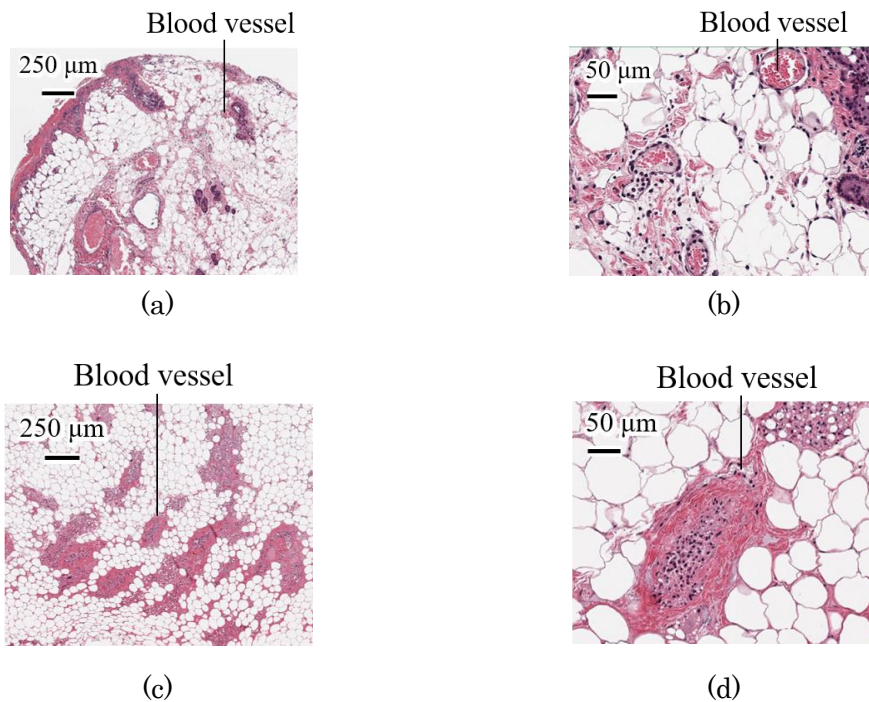 Blood vessel
250 μm
(a)
Blood vessel
50 μm
(b)
Blood vessel
250 μm
(c)
Blood vessel
50 μm
(d)